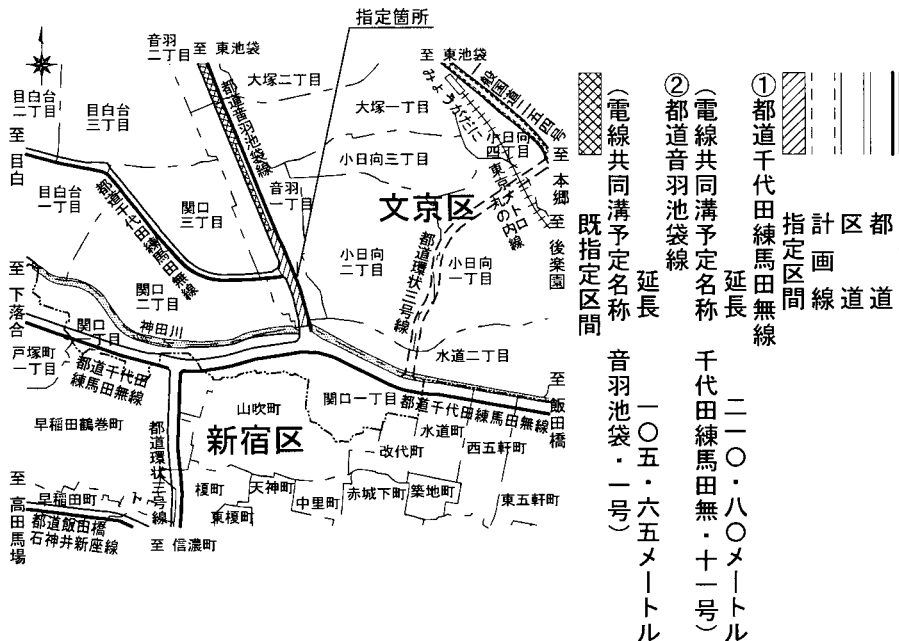 指定箇所
音羽
二丁目
至 東池袋
大塚二丁目
至 東池袋
一般国道二五四号
みょうがだに
目白台
二丁目
目白台
三丁目
都道音羽池袋線
大塚一丁目
小日向
四丁目
至 目白
小日向三丁目
至 本郷
目白台
一丁目
都道千代田練馬田無線
関口
三丁目
音羽
一丁目
文京区
東京メトロ丸の内線
至 後楽園
小日向
二丁目
都道環状三号線
小日向
一丁目
至 下落合
関口
二丁目
関口
一丁目
神田川
水道二丁目
戸塚町
一丁目
都道千代田
練馬田無線
至 飯田橋
早稲田鶴巻町
都道環状三号線
山吹町
関口一丁目
都道千代田練馬田無線
新宿区
水道町
改代町
西五軒町
至 高田馬場
早稲田町
榎町
天神町
中里町
赤城下町
築地町
東五軒町
東榎町
都道飯田橋
石神井新座線
至 信濃町
都道
区道
計画線
指定区間
①都道千代田練馬田無線
延長 二一〇・八〇メートル
(電線共同溝予定名称 千代田練馬田無・十一号)
②都道音羽池袋線
延長 一〇五・六五メートル
(電線共同溝予定名称 音羽池袋・一号)
既指定区間